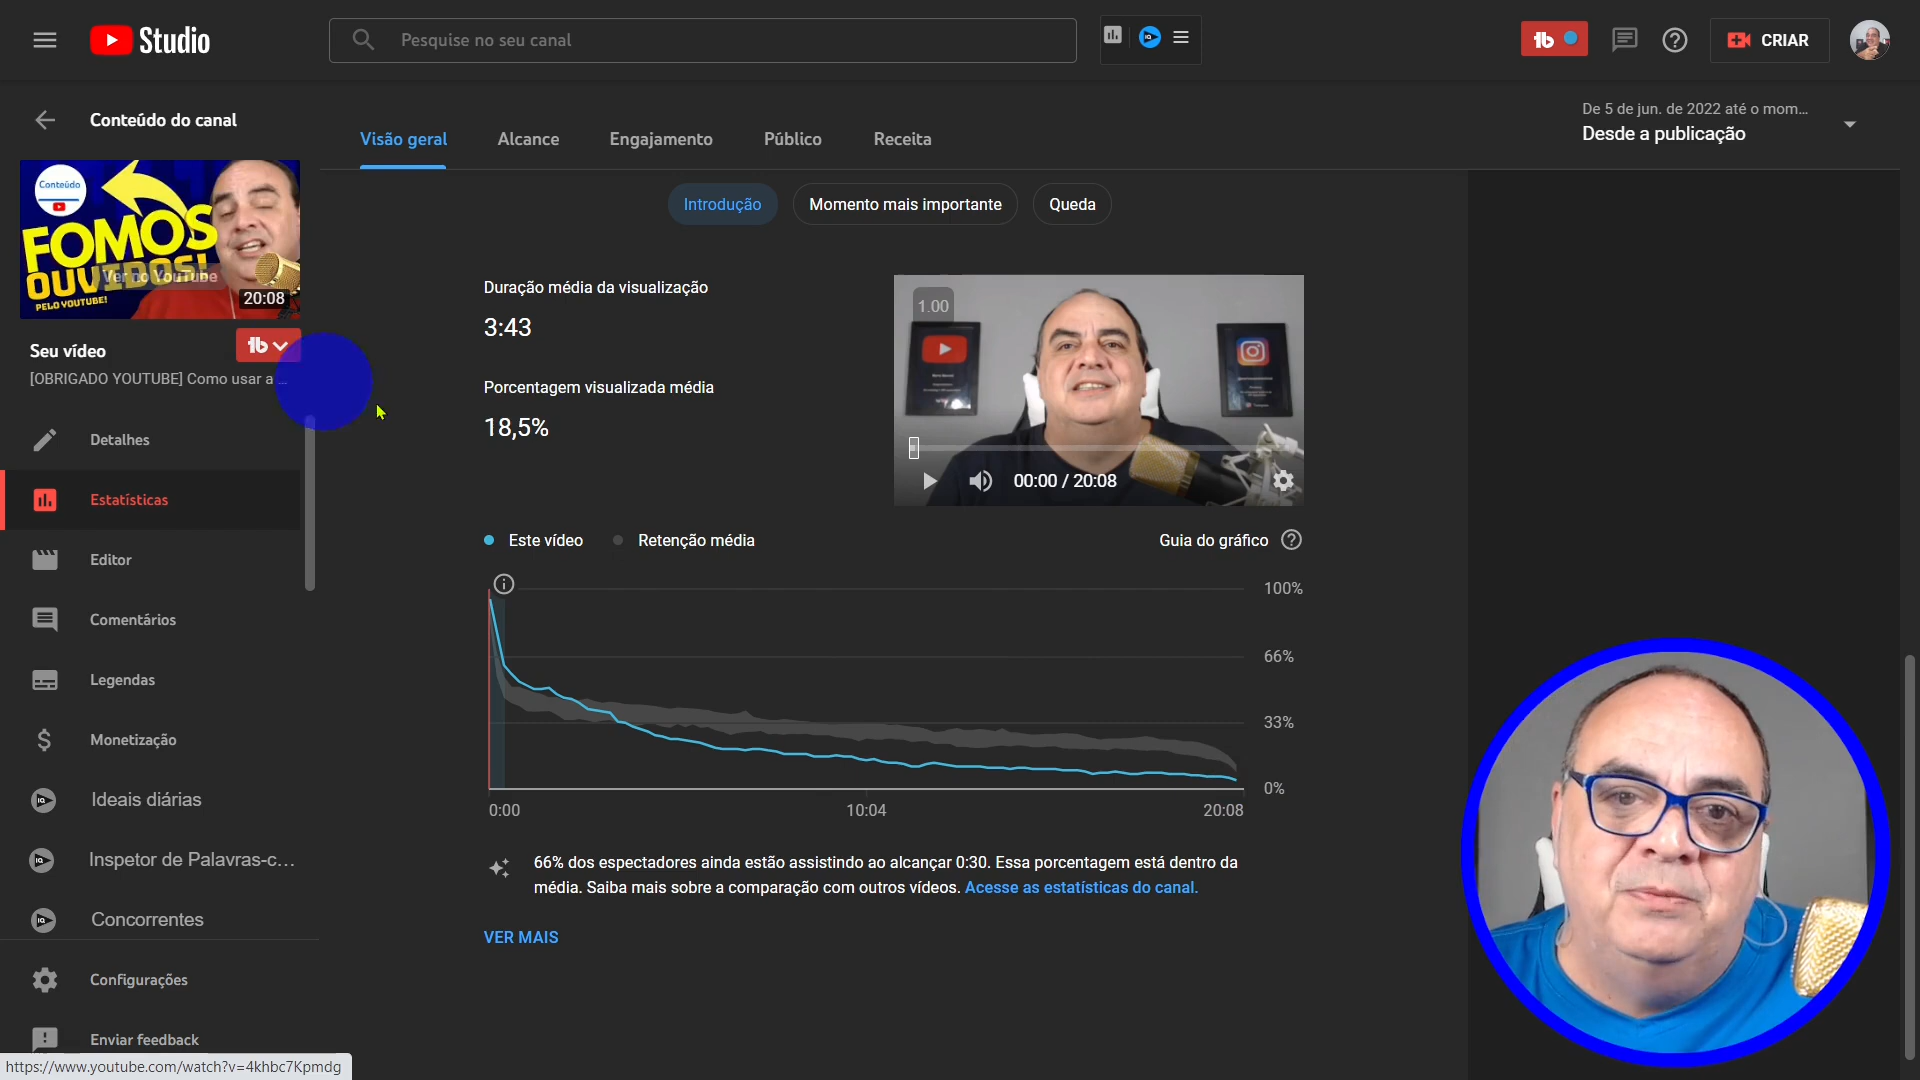 Studio
Pesquise no seu canal
CRIAR
Conteúdo do canal
Visão geral
Alcance
Engajamento
Público
Receita
De 5 de jun. de 2022 até o mom...
Desde a publicação
Conteúdo
FOMOS
OUVIDOS!
PELO YOUTUBE!
Ver no YouTube
20:08
Seu vídeo
[OBRIGADO YOUTUBE] Como usar a ...
Detalhes
Estatísticas
Editor
Comentários
Legendas
Monetização
Ideais diárias
Inspetor de Palavras-c...
Concorrentes
Configurações
Enviar feedback
https://www.youtube.com/watch?v=4khbc7Kpmdg
Introdução
Momento mais importante
Queda
Duração média da visualização
3:43
Porcentagem visualizada média
18,5%
1.00
00:00 / 20:08
Este vídeo
Retenção média
Guia do gráfico
100%
66%
33%
0%
0:00
10:04
20:08
66% dos espectadores ainda estão assistindo ao alcançar 0:30. Essa porcentagem está dentro da
média. Saiba mais sobre a comparação com outros vídeos. Acesse as estatísticas do canal.
VER MAIS